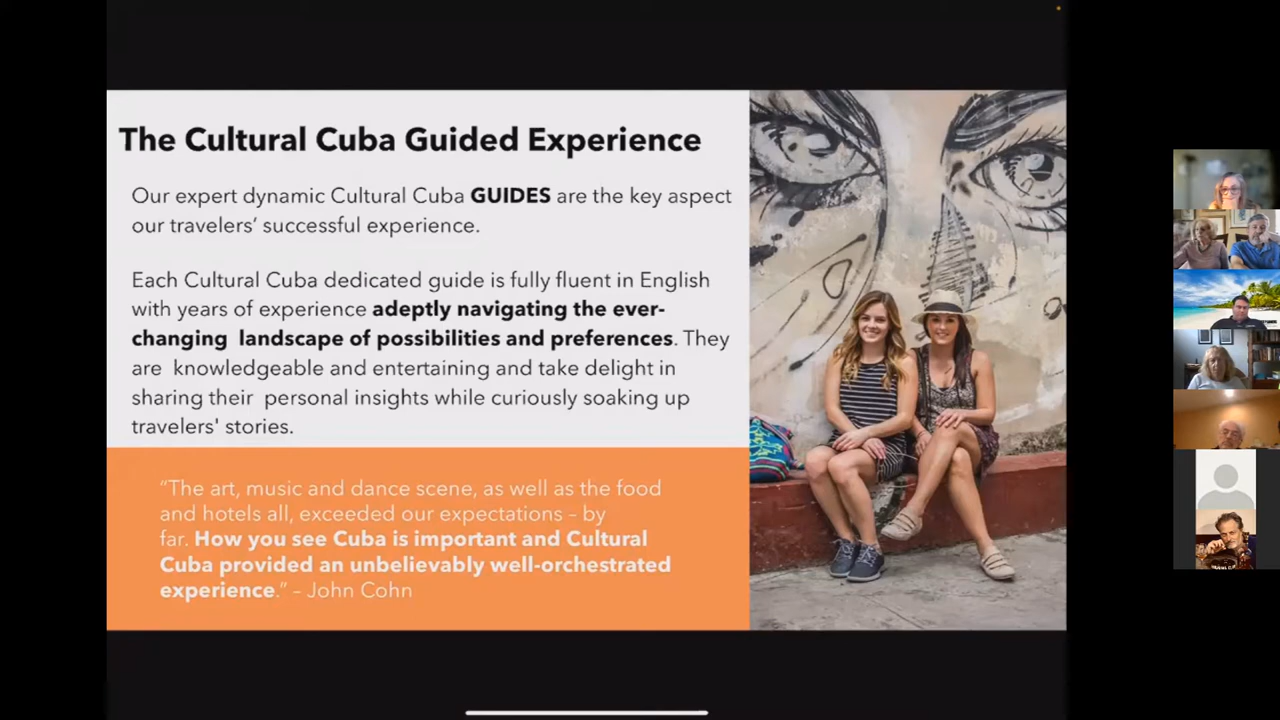 The Cultural Cuba Guided Experience
Our expert dynamic Cultural Cuba GUIDES are the key aspect
our travelers’ successful experience.
Each Cultural Cuba dedicated guide is fully fluent in English
with years of experience adeptly navigating the ever-
changing landscape of possibilities and preferences. They
are knowledgeable and entertaining and take delight in
sharing their personal insights while curiously soaking up
travelers' stories.
“The art, music and dance scene, as well as the food
and hotels all, exceeded our expectations – by
far. How you see Cuba is important and Cultural
Cuba provided an unbelievably well-orchestrated
experience.” – John Cohn